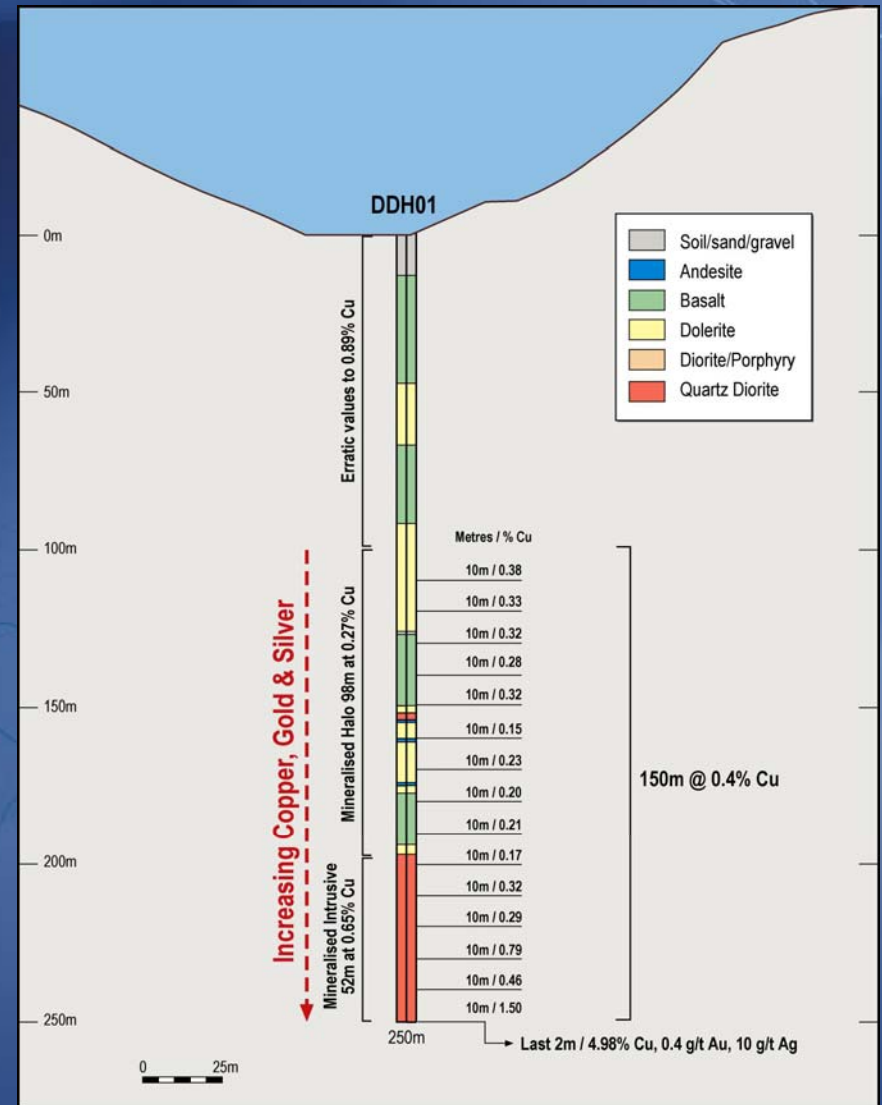 DDH01
0m
50m
100m
150m
200m
250m
Soil/sand/gravel
Andesite
Basalt
Dolerite
Diorite/Porphyry
Quartz Diorite
Erratic values to 0.89% Cu
Increasing Copper, Gold & Silver
Mineralised Halo 98m at 0.27% Cu
Mineralised Intrusive
52m at 0.65% Cu
Metres / % Cu
10m / 0.38
10m / 0.33
10m / 0.32
10m / 0.28
10m / 0.32
10m / 0.15
10m / 0.23
10m / 0.20
10m / 0.21
10m / 0.17
10m / 0.32
10m / 0.29
10m / 0.79
10m / 0.46
10m / 1.50
150m @ 0.4% Cu
250m
Last 2m / 4.98% Cu, 0.4 g/t Au, 10 g/t Ag
0 25m